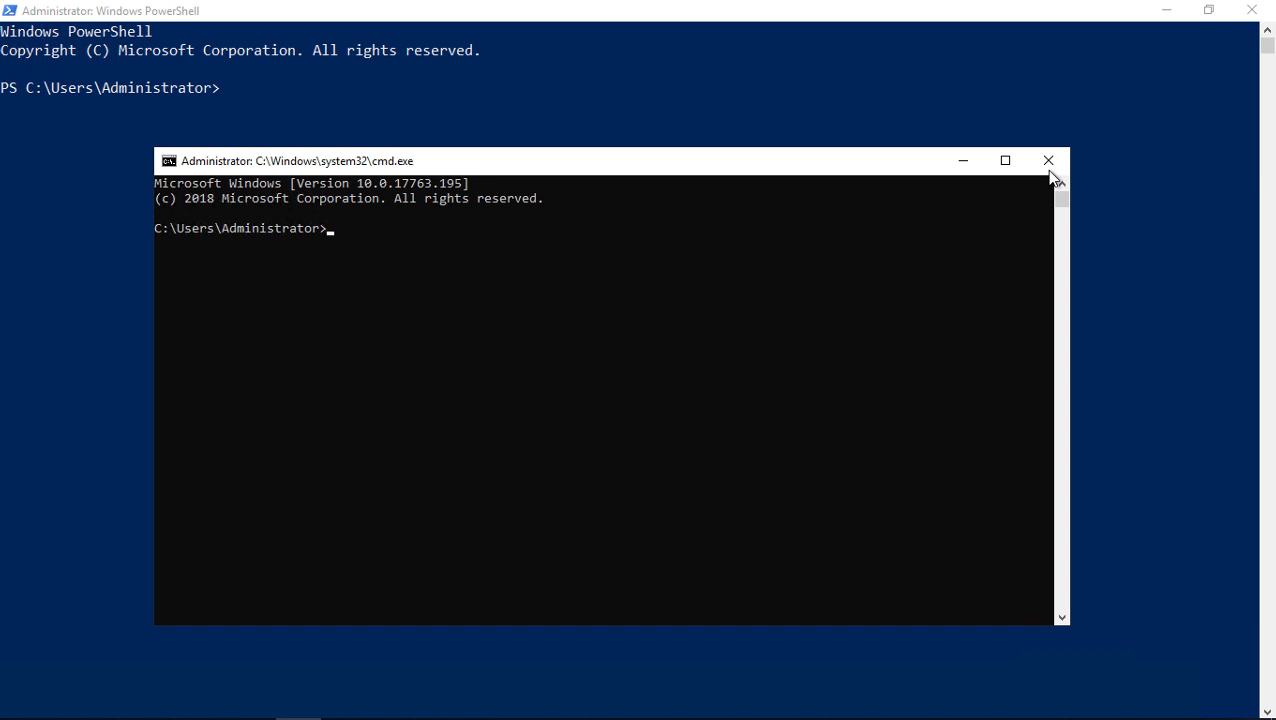 Administrator: Windows PowerShell
Windows PowerShell
Copyright (C) Microsoft Corporation. All rights reserved.
PS C:\Users\Administrator>
Administrator: C:\Windows\system32\cmd.exe
Microsoft Windows [Version 10.0.17763.195]
(c) 2018 Microsoft Corporation. All rights reserved.
C:\Users\Administrator>